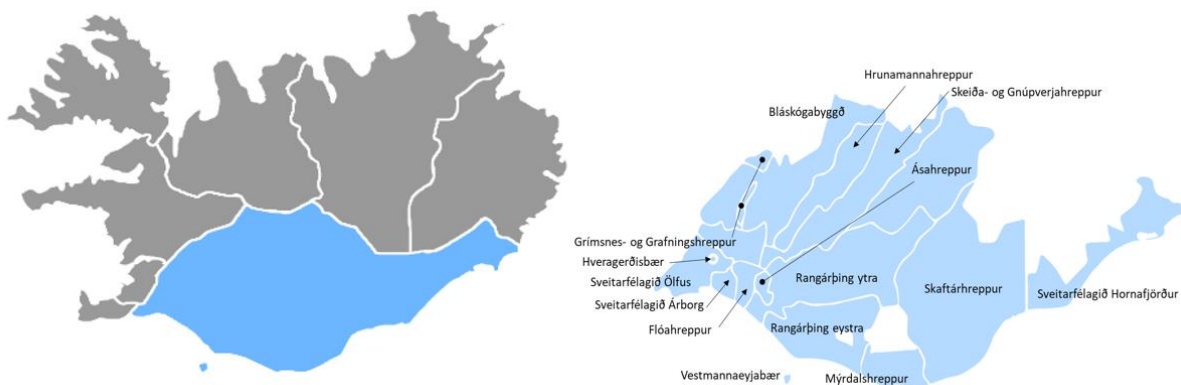 Hrunamannahreppur
Skeiða- og Gnúpverjahreppur
Bláskógabyggð
Ásahreppur
Grímsnes- og Grafningshreppur
Hveragerðisbær
Sveitarfélagið Ölfus
Rangárþing ytra
Skaftárhreppur
Sveitarfélagið Hornafjörður
Sveitarfélagið Árborg
Flóahreppur
Rangárþing eystra
Vestmannaeyjabær
Mýrdalshreppur